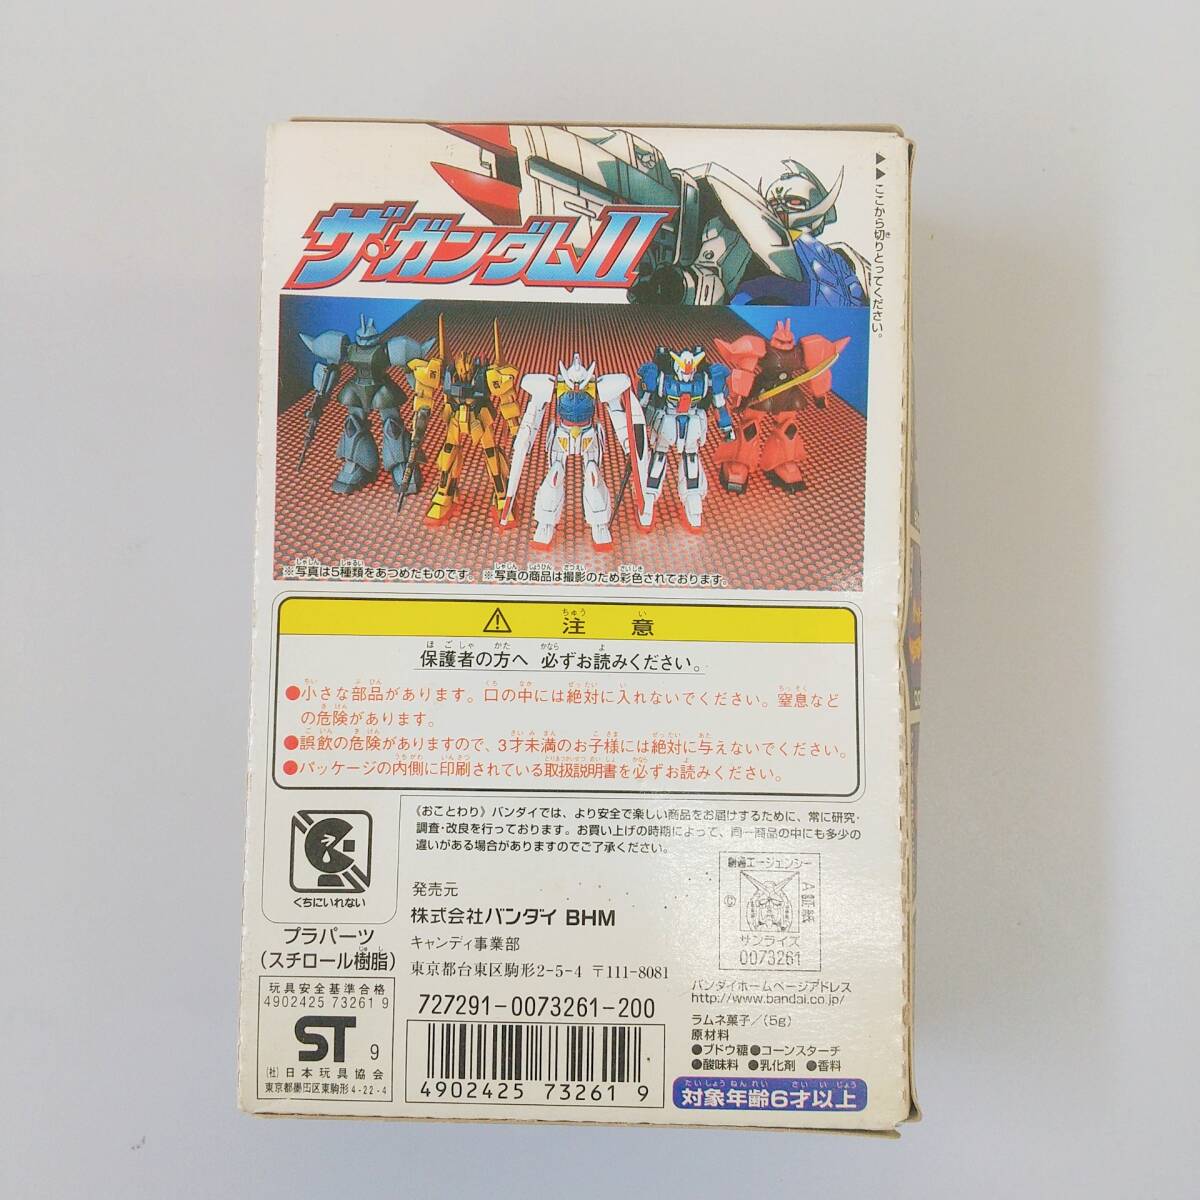 ザ・ガンダムII
▶▶ここから切りとってください。
※写真は5種類をあつめたものです。 ※写真の商品は撮影のため彩色されております。
⚠ 注意
保護者の方へ 必ずお読みください。
●小さな部品があります。口の中には絶対に入れないでください。窒息など
の危険があります。
●誤飲の危険がありますので、3才未満のお子様には絶対に与えないでください。
●パッケージの内側に印刷されている取扱説明書を必ずお読みください。
くちにいれない
プラパーツ
(スチロール樹脂)
玩具安全基準合格
4902425 73261 9
ST 9
(社)日本玩具協会
東京都墨田区東駒形4-22-4
《おことわり》バンダイでは、より安全で楽しい商品をお届けするために、常に研究・
調査・改良を行っております。お買い上げの時期によって、同一商品の中にも多少の
違いがある場合がありますのでご了承ください。
発売元
株式会社バンダイ BHM
キャンディ事業部
東京都台東区駒形2-5-4 〒111-8081
727291-0073261-200
4902425 73261 9
創通エージェンシー
©
A証紙
サンライズ
0073261
バンダイホームページアドレス
http://www.bandai.co.jp/
ラムネ菓子/(5g)
原材料
●ブドウ糖●コーンスターチ
●酸味料 ●乳化剤 ●香料
対象年齢6才以上